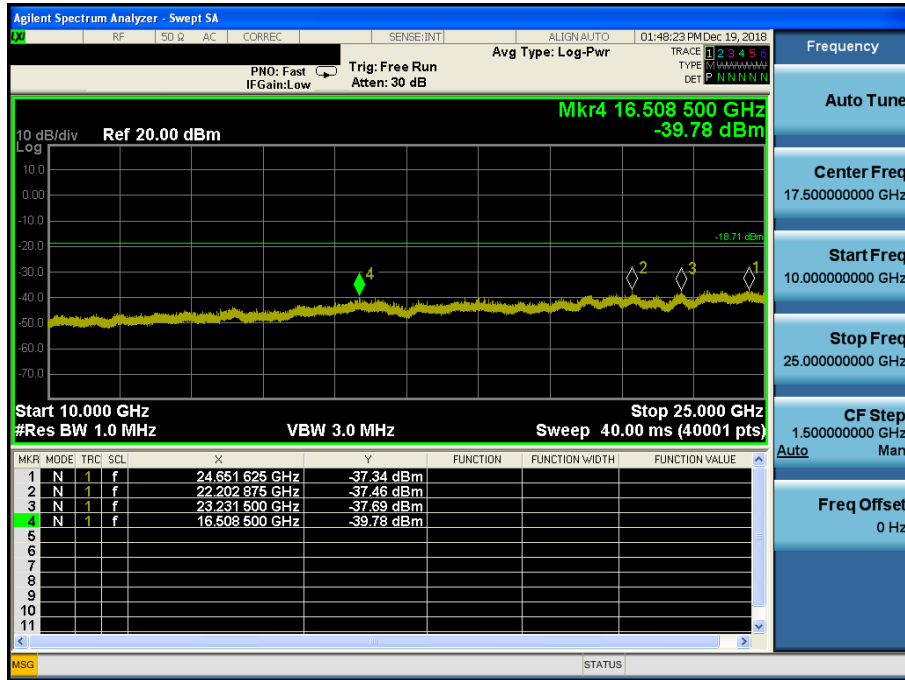 Agilent Spectrum Analyzer - Swept SA
LXI RF 50 Ω AC CORREC SENSE:INT ALIGN AUTO 01:48:23 PM Dec 19, 2018
PNO: Fast
IFGain:Low
Trig: Free Run
Atten: 30 dB
Avg Type: Log-Pwr
TRACE 1 2 3 4 5 6
TYPE M WWWWW
DET P N N N N N
Mkr4 16.508 500 GHz
-39.78 dBm
10 dB/div Ref 20.00 dBm
Log
10.0
0.00
-10.0
-18.71 dBm
-20.0
-30.0
4 2 3 1
-40.0
-50.0
-60.0
-70.0
Start 10.000 GHz Stop 25.000 GHz
#Res BW 1.0 MHz VBW 3.0 MHz Sweep 40.00 ms (40001 pts)
MKR MODE TRC SCL X Y FUNCTION FUNCTION WIDTH FUNCTION VALUE
1 N 1 f 24.651 625 GHz -37.34 dBm
2 N 1 f 22.202 875 GHz -37.46 dBm
3 N 1 f 23.231 500 GHz -37.69 dBm
4 N 1 f 16.508 500 GHz -39.78 dBm
5
6
7
8
9
10
11
MSG STATUS
Frequency
Auto Tune
Center Freq
17.500000000 GHz
Start Freq
10.000000000 GHz
Stop Freq
25.000000000 GHz
CF Step
1.500000000 GHz
Auto Man
Freq Offset
0 Hz